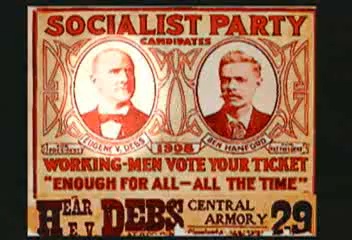 SOCIALIST PARTY
CANDIDATES
EUGENE V. DEBS
BEN HANFORD
PRESIDENT
1908
WORKING-MEN VOTE YOUR TICKET
"ENOUGH FOR ALL—ALL THE TIME"
HEAR
E.V. DEBS
CENTRAL
ARMORY
29